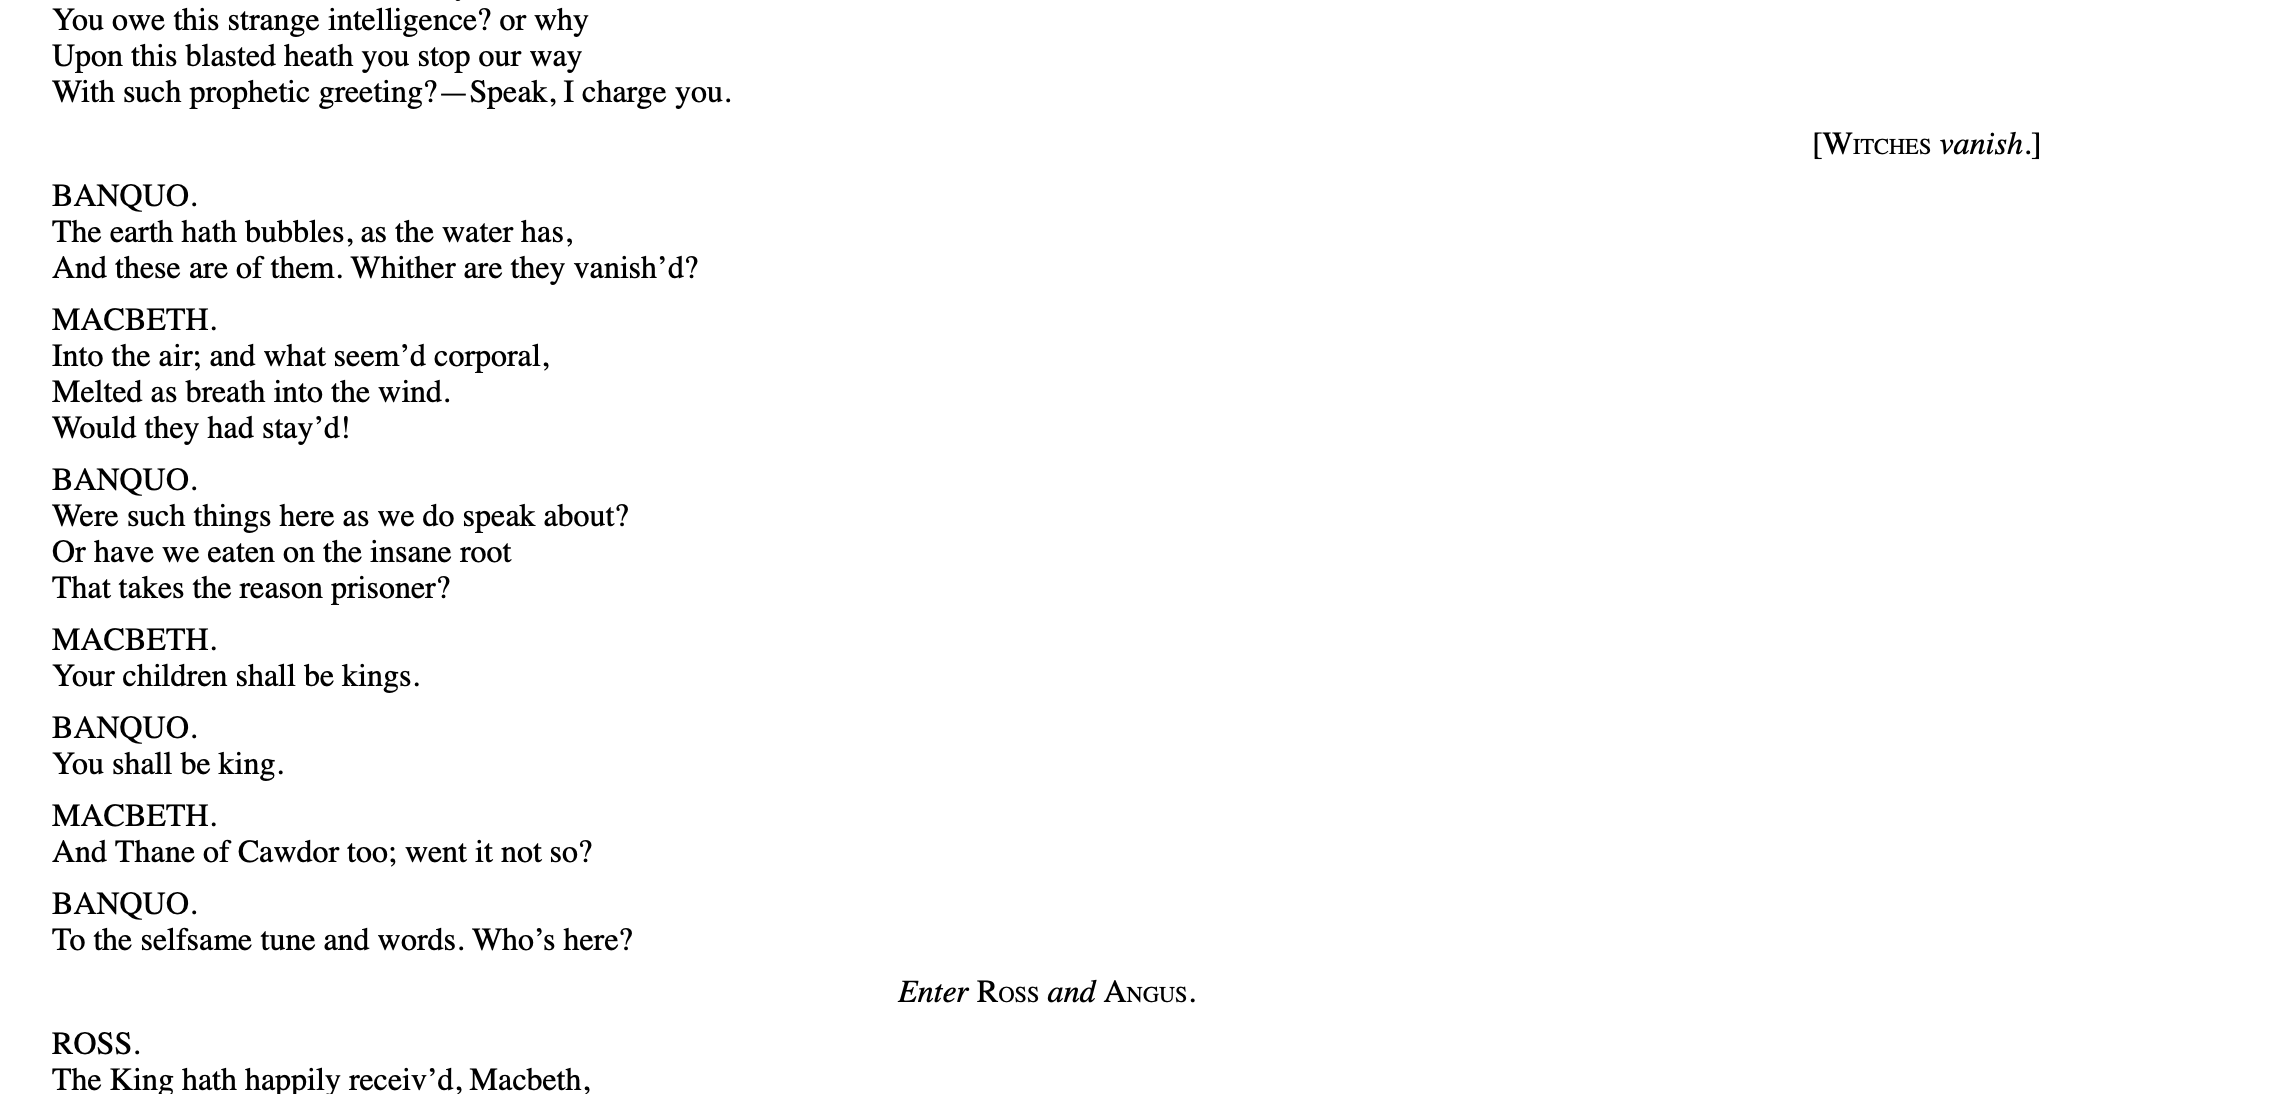 You owe this strange intelligence? or why
Upon this blasted heath you stop our way
With such prophetic greeting?—Speak, I charge you.
[WITCHES vanish.]
BANQUO.
The earth hath bubbles, as the water has,
And these are of them. Whither are they vanish’d?
MACBETH.
Into the air; and what seem’d corporal,
Melted as breath into the wind.
Would they had stay’d!
BANQUO.
Were such things here as we do speak about?
Or have we eaten on the insane root
That takes the reason prisoner?
MACBETH.
Your children shall be kings.
BANQUO.
You shall be king.
MACBETH.
And Thane of Cawdor too; went it not so?
BANQUO.
To the selfsame tune and words. Who’s here?
Enter ROSS and ANGUS.
ROSS.
The King hath happily receiv’d, Macbeth,